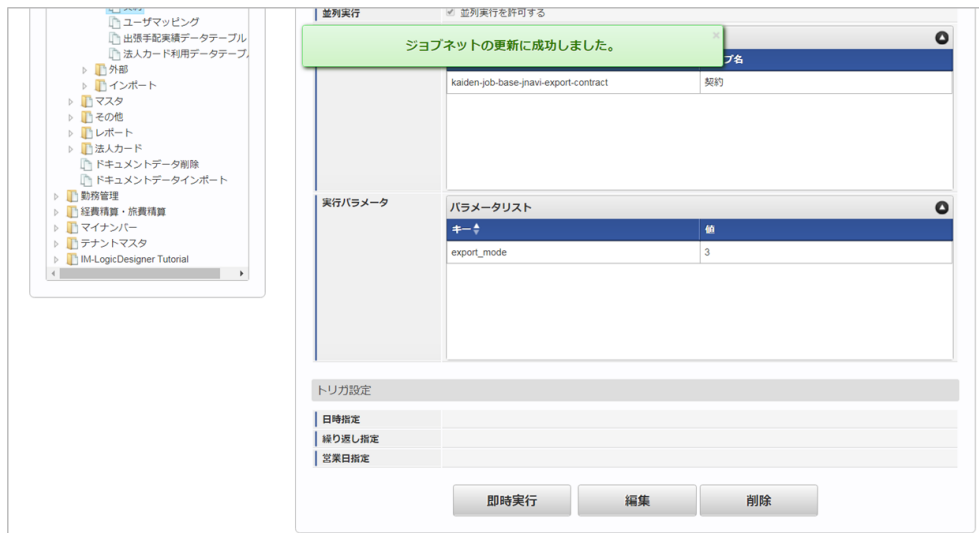 並列実行
並列実行を許可する
ユーザマッピング
出張手配実績データテーブル
法人カード利用データテーブ
外部
インポート
マスタ
その他
レポート
法人カード
ドキュメントデータ削除
ドキュメントデータインポート
勤務管理
経費精算・旅費精算
マイナンバー
テナントマスタ
IM-LogicDesigner Tutorial
ジョブネットの更新に成功しました。
×
ブ名
kaiden-job-base-jnavi-export-contract
契約
実行パラメータ
パラメータリスト
キー
値
export_mode
3
トリガ設定
日時指定
繰り返し指定
営業日指定
即時実行
編集
削除